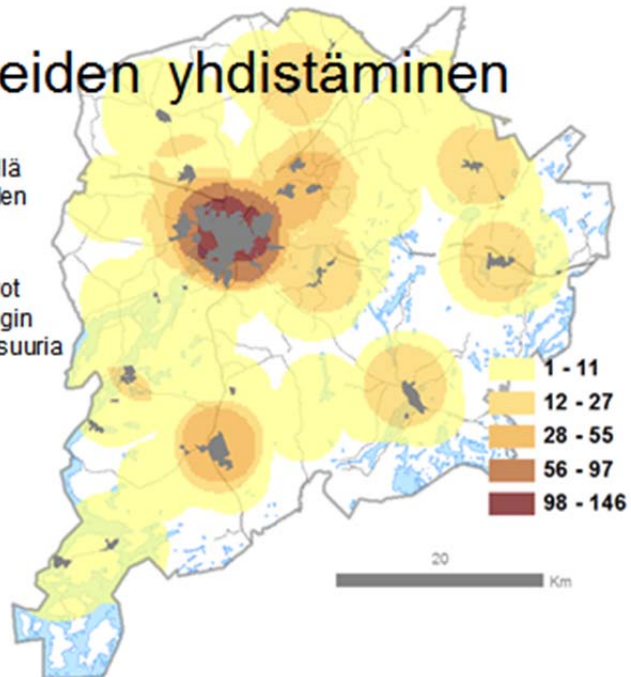 eiden yhdistäminen
llä
den
ot
gin
suuria
1 - 11
12 - 27
28 - 55
56 - 97
98 - 146
20
Km